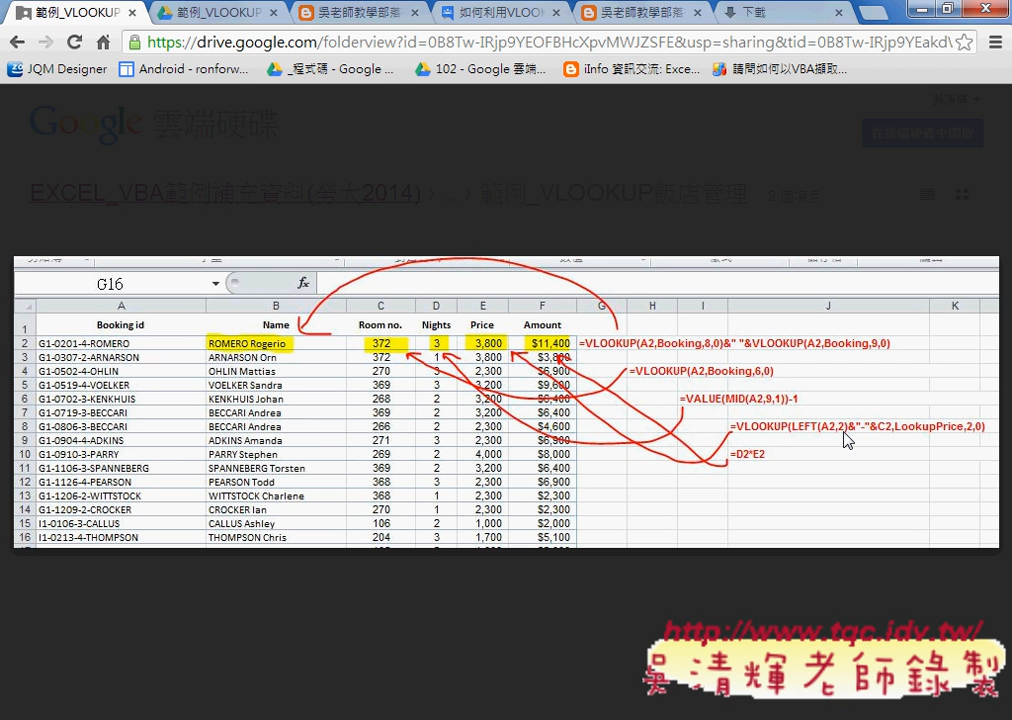 範例_VLOOKUP
範例_VLOOKUP
吳老師教學部落
如何利用VLOO
吳老師教學部落
下載
https://drive.google.com/folderview?id=0B8Tw-IRjp9YEOFBHcXpvMWJZSFE&usp=sharing&tid=0B8Tw-IRjp9YEakd\
JQM Designer
Android - ronforw...
_程式碼 - Google ...
102 - Google 雲端...
iInfo 資訊交流: Exce...
請問如何以VBA擷取...
Google 雲端硬碟
EXCEL_VBA範例補充資料(勞大2014) › ... › 範例_VLOOKUP飯店管理
G16
fx
A B C D E F G H I J K
1 Booking id Name Room no. Nights Price Amount
2 G1-0201-4-ROMERO ROMERO Rogerio 372 3 3,800 $11,400 =VLOOKUP(A2,Booking,8,0)&" "&VLOOKUP(A2,Booking,9,0)
3 G1-0307-2-ARNARSON ARNARSON Orn 372 1 3,800 $3,800
4 G1-0502-4-OHLIN OHLIN Mattias 270 3 2,300 $6,900 =VLOOKUP(A2,Booking,6,0)
5 G1-0519-4-VOELKER VOELKER Sandra 369 3 3,200 $9,600
6 G1-0702-3-KENKHUIS KENKHUIS Johan 268 2 3,200 $6,400 =VALUE(MID(A2,9,1))-1
7 G1-0719-3-BECCARI BECCARI Andrea 268 2 3,200 $6,400
8 G1-0806-3-BECCARI BECCARI Andrea 266 2 2,300 $4,600 =VLOOKUP(LEFT(A2,2)&"-"&C2,LookupPrice,2,0)
9 G1-0904-4-ADKINS ADKINS Amanda 271 3 2,300 $6,900
10 G1-0910-3-PARRY PARRY Stephen 269 2 4,000 $8,000 =D2*E2
11 G1-1106-3-SPANNEBERG SPANNEBERG Torsten 369 2 3,200 $6,400
12 G1-1126-4-PEARSON PEARSON Todd 368 3 2,300 $6,900
13 G1-1206-2-WITTSTOCK WITTSTOCK Charlene 368 1 2,300 $2,300
14 G1-1209-2-CROCKER CROCKER Ian 270 1 2,300 $2,300
15 I1-0106-3-CALLUS CALLUS Ashley 106 2 1,000 $2,000
16 I1-0213-4-THOMPSON THOMPSON Chris 204 3 1,700 $5,100
http://www.tqc.idv.tw/
吳清輝老師錄製